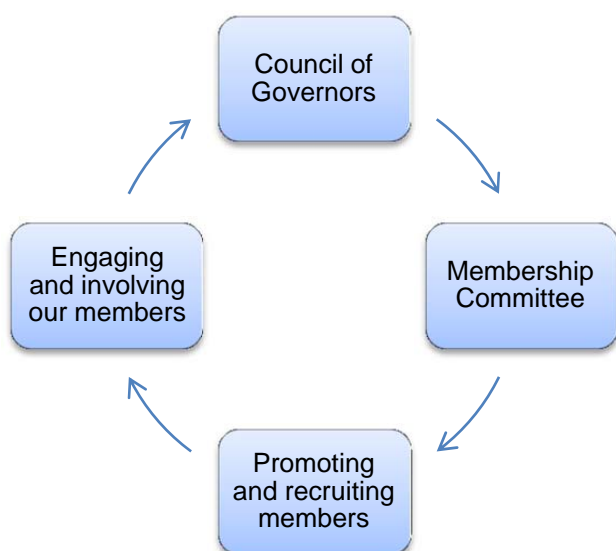 Council of
Governors
Membership
Committee
Promoting
and recruiting
members
Engaging
and involving
our members